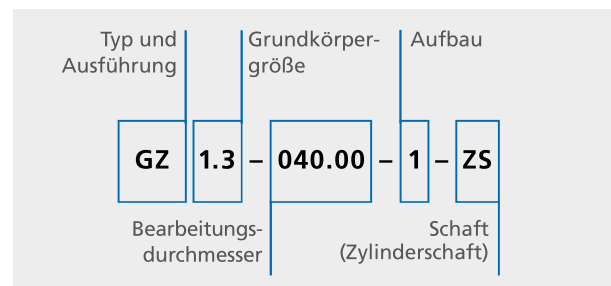 Typ und
Ausführung
Grundkörper-
größe
Aufbau
GZ 1.3 – 040.00 – 1 – ZS
Bearbeitungs-
durchmesser
Schaft
(Zylinderschaft)